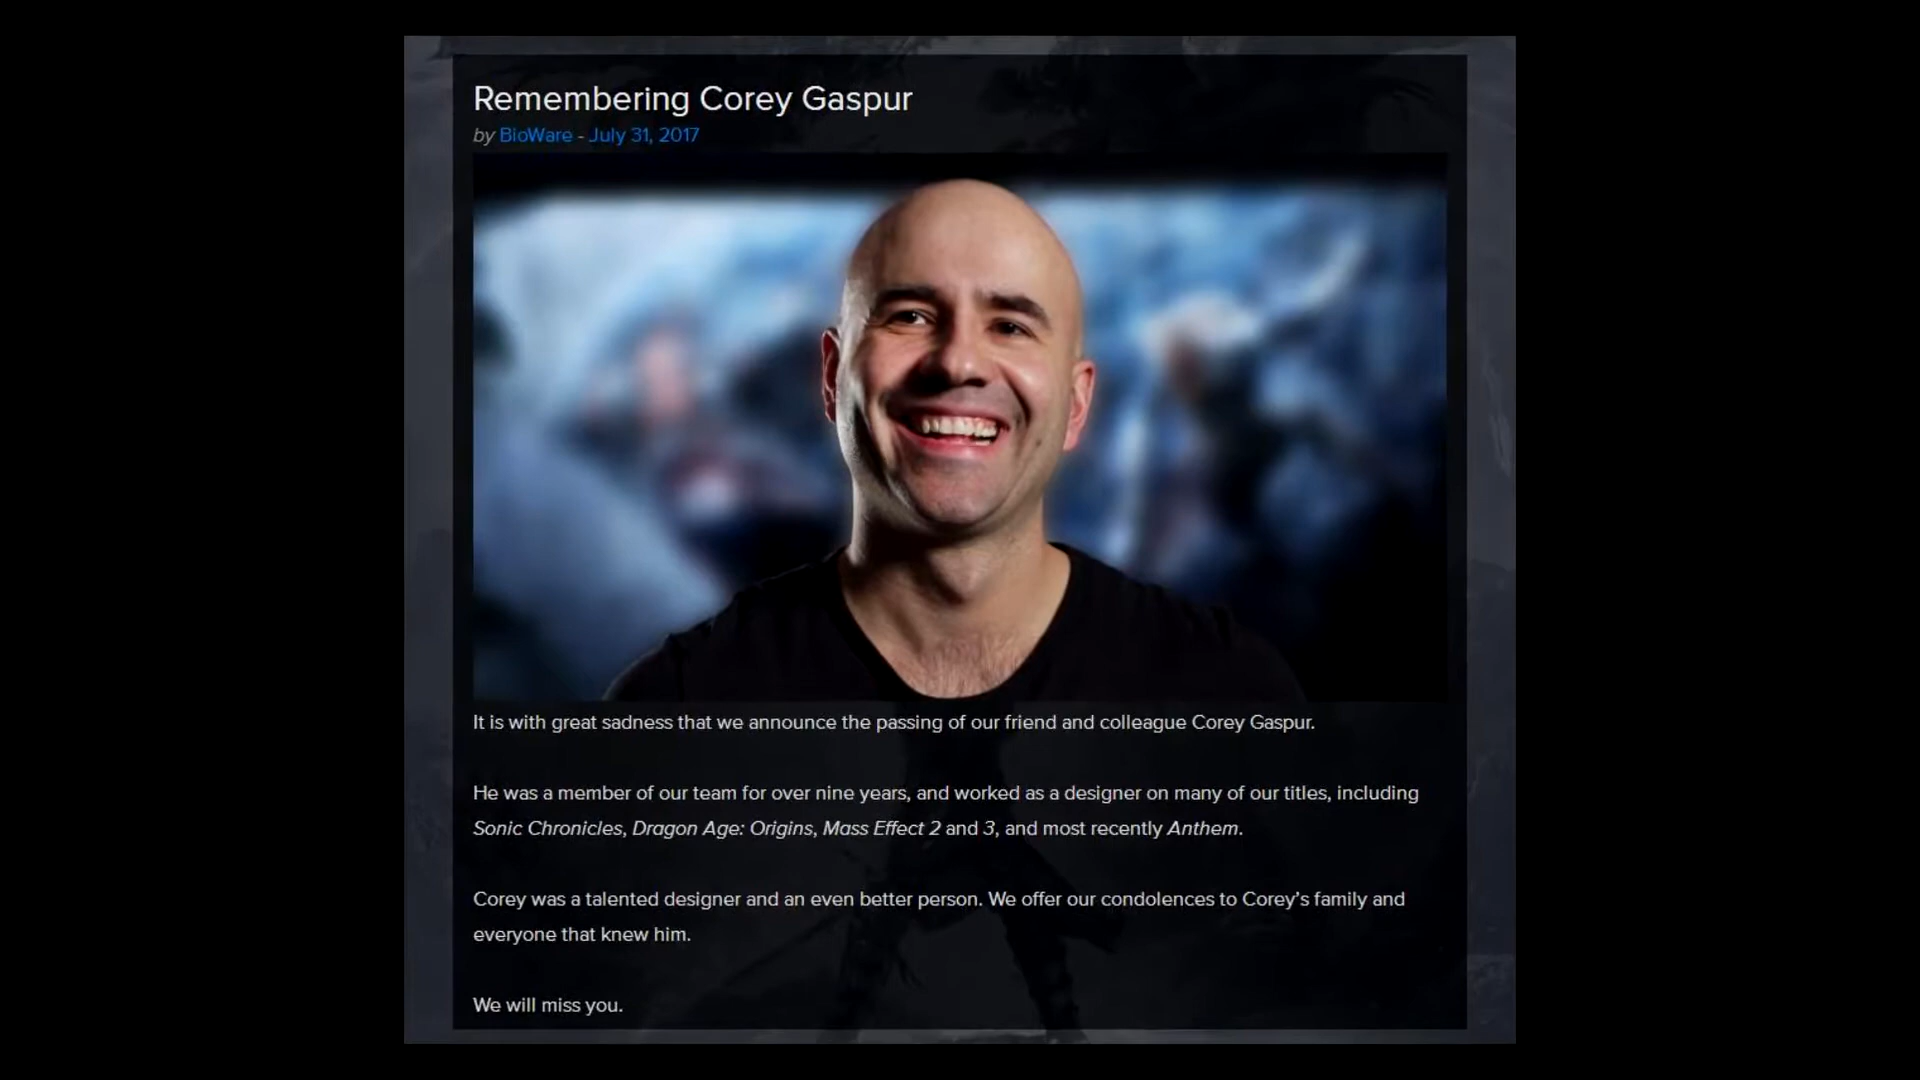 Remembering Corey Gaspur
by BioWare - July 31, 2017
It is with great sadness that we announce the passing of our friend and colleague Corey Gaspur.
He was a member of our team for over nine years, and worked as a designer on many of our titles, including
Sonic Chronicles, Dragon Age: Origins, Mass Effect 2 and 3, and most recently Anthem.
Corey was a talented designer and an even better person. We offer our condolences to Corey’s family and
everyone that knew him.
We will miss you.